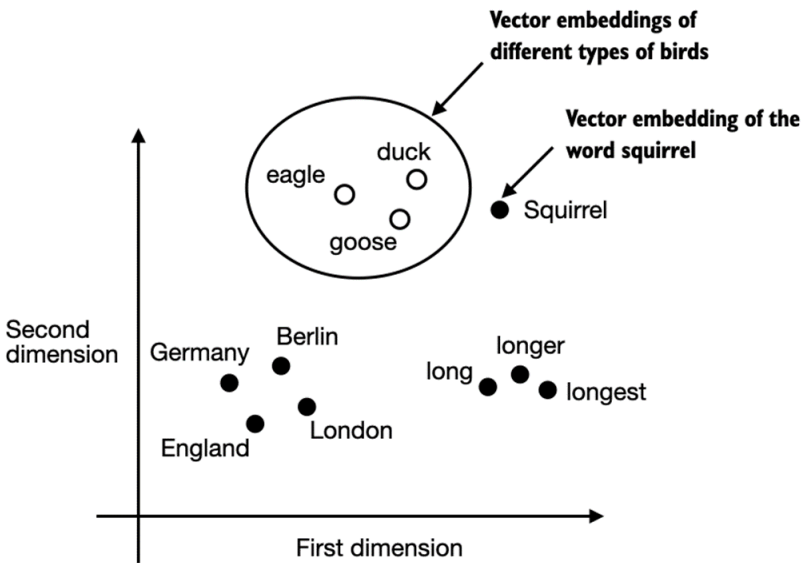 Vector embeddings of
different types of birds
Vector embedding of the
word squirrel
duck
eagle
goose
Squirrel
Second
dimension
Germany
Berlin
England
London
long
longer
longest
First dimension